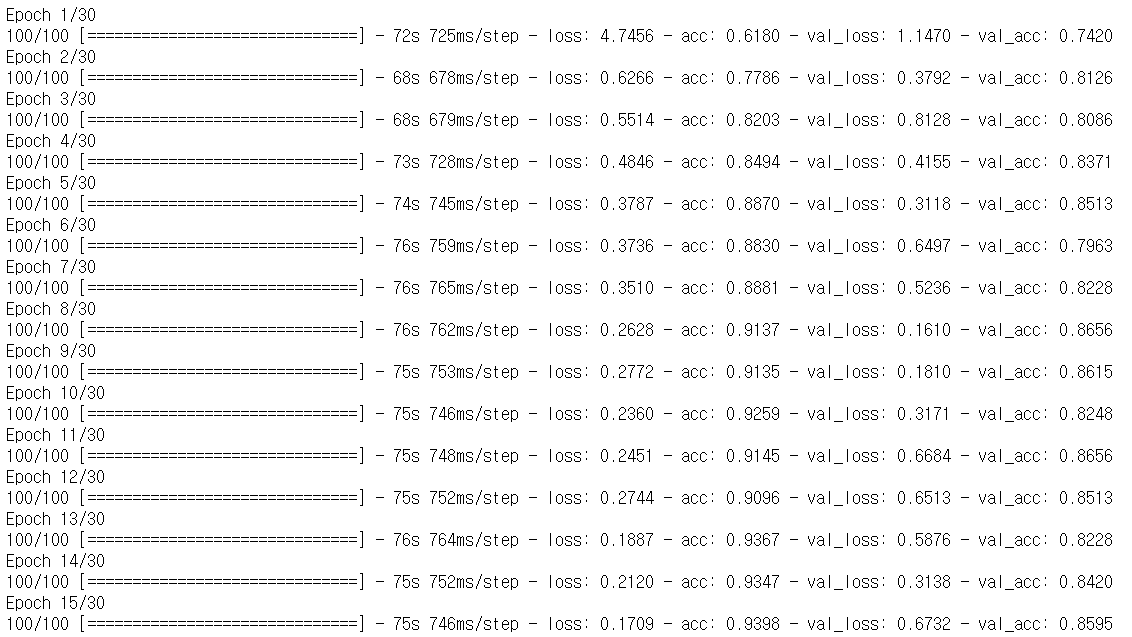 Epoch 1/30
100/100 [==============================] - 72s 725ms/step - loss: 4.7456 - acc: 0.6180 - val_loss: 1.1470 - val_acc: 0.7420
Epoch 2/30
100/100 [==============================] - 68s 678ms/step - loss: 0.6266 - acc: 0.7786 - val_loss: 0.3792 - val_acc: 0.8126
Epoch 3/30
100/100 [==============================] - 68s 679ms/step - loss: 0.5514 - acc: 0.8203 - val_loss: 0.8128 - val_acc: 0.8086
Epoch 4/30
100/100 [==============================] - 73s 728ms/step - loss: 0.4846 - acc: 0.8494 - val_loss: 0.4155 - val_acc: 0.8371
Epoch 5/30
100/100 [==============================] - 74s 745ms/step - loss: 0.3787 - acc: 0.8870 - val_loss: 0.3118 - val_acc: 0.8513
Epoch 6/30
100/100 [==============================] - 76s 759ms/step - loss: 0.3736 - acc: 0.8830 - val_loss: 0.6497 - val_acc: 0.7963
Epoch 7/30
100/100 [==============================] - 76s 765ms/step - loss: 0.3510 - acc: 0.8881 - val_loss: 0.5236 - val_acc: 0.8228
Epoch 8/30
100/100 [==============================] - 76s 762ms/step - loss: 0.2628 - acc: 0.9137 - val_loss: 0.1610 - val_acc: 0.8656
Epoch 9/30
100/100 [==============================] - 75s 753ms/step - loss: 0.2772 - acc: 0.9135 - val_loss: 0.1810 - val_acc: 0.8615
Epoch 10/30
100/100 [==============================] - 75s 746ms/step - loss: 0.2360 - acc: 0.9259 - val_loss: 0.3171 - val_acc: 0.8248
Epoch 11/30
100/100 [==============================] - 75s 748ms/step - loss: 0.2451 - acc: 0.9145 - val_loss: 0.6684 - val_acc: 0.8656
Epoch 12/30
100/100 [==============================] - 75s 752ms/step - loss: 0.2744 - acc: 0.9096 - val_loss: 0.6513 - val_acc: 0.8513
Epoch 13/30
100/100 [==============================] - 76s 764ms/step - loss: 0.1887 - acc: 0.9367 - val_loss: 0.5876 - val_acc: 0.8228
Epoch 14/30
100/100 [==============================] - 75s 752ms/step - loss: 0.2120 - acc: 0.9347 - val_loss: 0.3138 - val_acc: 0.8420
Epoch 15/30
100/100 [==============================] - 75s 746ms/step - loss: 0.1709 - acc: 0.9398 - val_loss: 0.6732 - val_acc: 0.8595